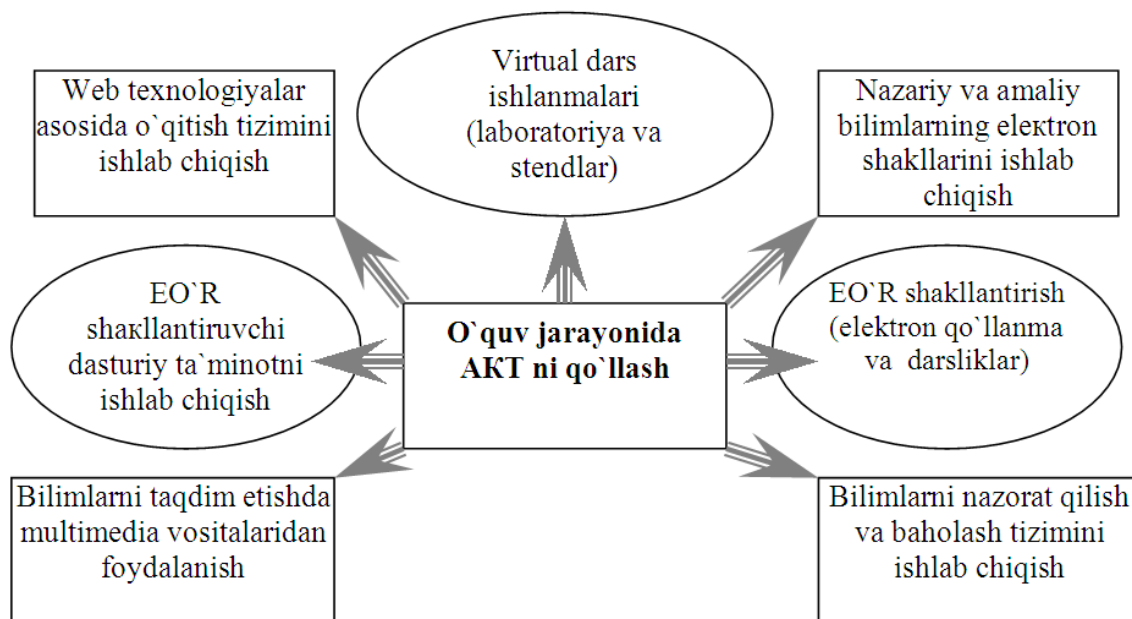 Web texnologiyalar
asosida o`qitish tizimini
ishlab chiqish
Virtual dars
ishlanmalari
(laboratoriya va
stendlar)
Nazariy va amaliy
bilimlarning eleкtron
shakllarini ishlab
chiqish
EO`R
shaкllantiruvchi
dasturiy ta`minotni
ishlab chiqish
O`quv jarayonida
AKT ni qo`llash
EO`R shakllantirish
(elektron qo`llanma
va darsliklar)
Bilimlarni taqdim etishda
multimedia vositalaridan
foydalanish
Bilimlarni nazorat qilish
va baholash tizimini
ishlab chiqish